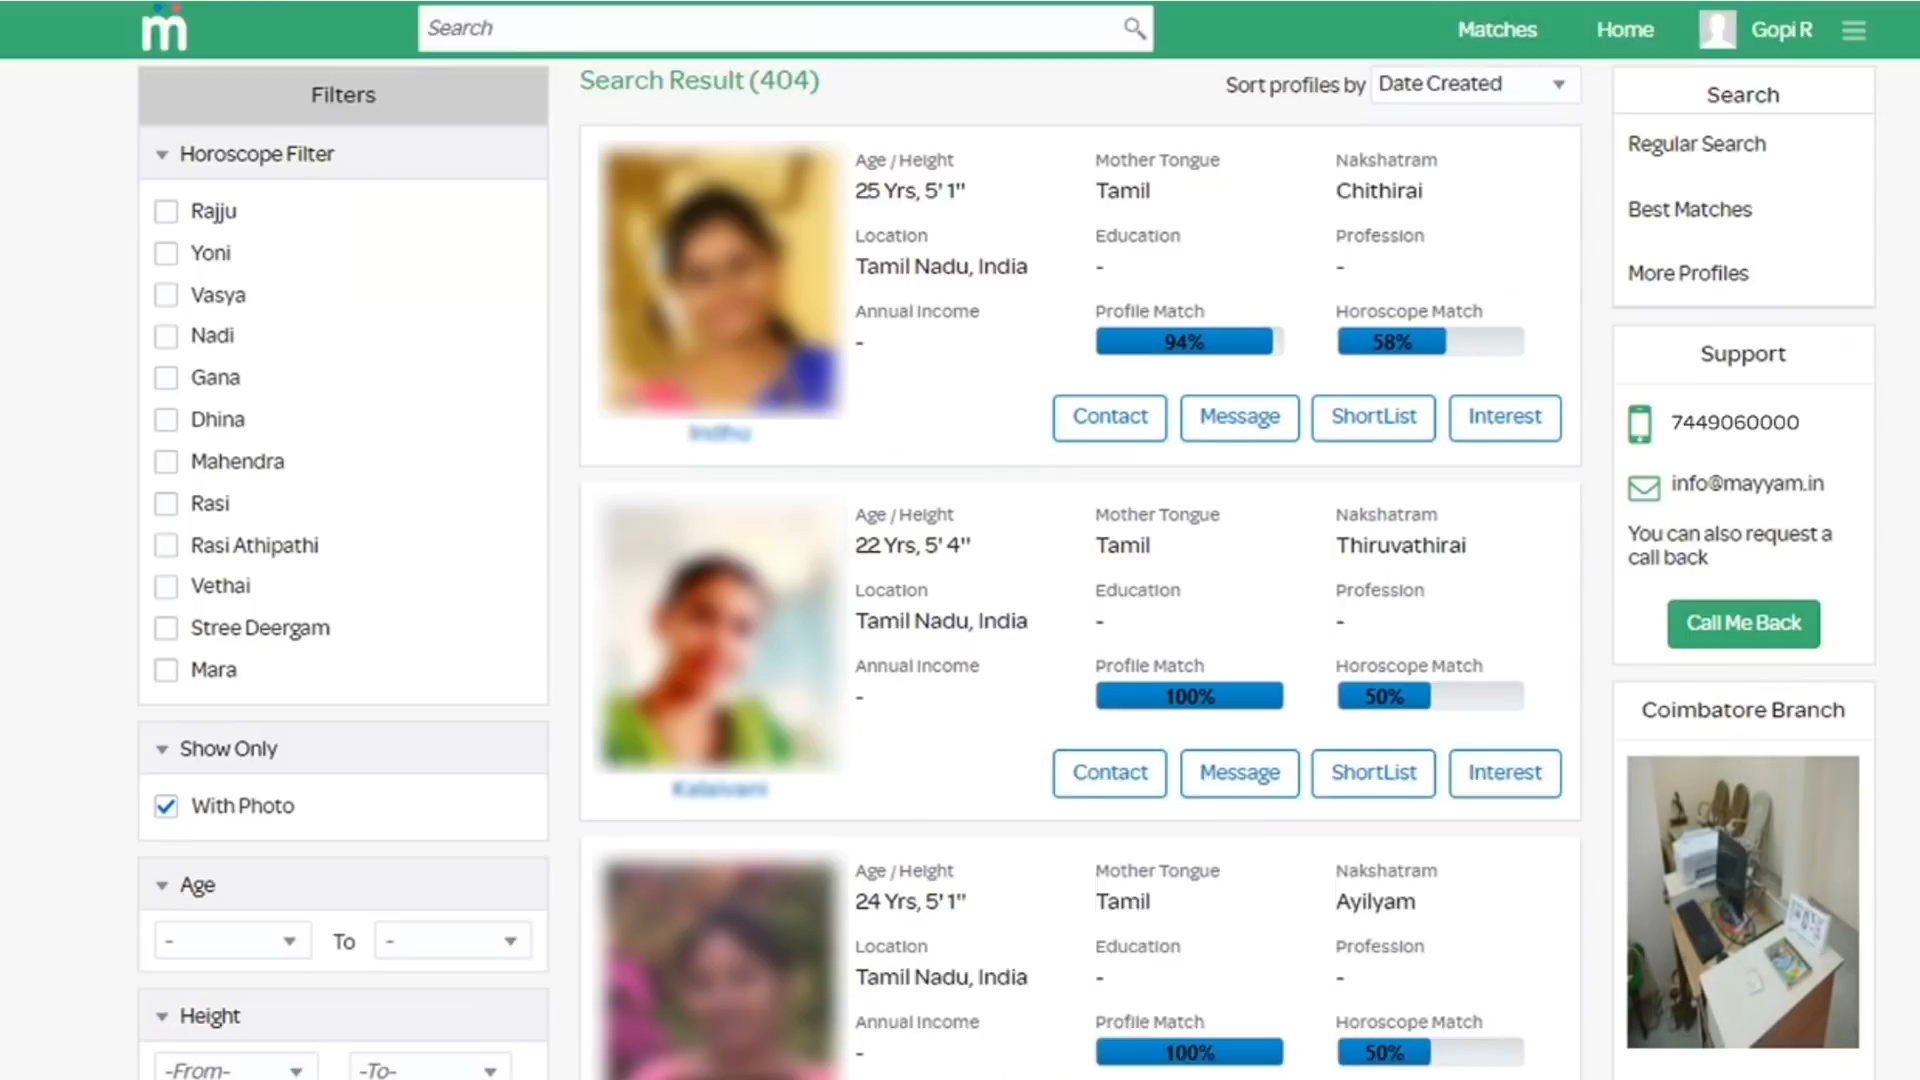 m
Search
Matches
Home
Gopi R
Filters
Horoscope Filter
Rajju
Yoni
Vasya
Nadi
Gana
Dhina
Mahendra
Rasi
Rasi Athipathi
Vethai
Stree Deergam
Mara
Show Only
With Photo
Age
- To -
Height
-From- -To-
Search Result (404)
Sort profiles by Date Created
Age / Height Mother Tongue Nakshatram
25 Yrs, 5' 1" Tamil Chithirai
Location Education Profession
Tamil Nadu, India - -
Annual Income Profile Match Horoscope Match
- 94% 58%
Contact Message ShortList Interest
Indhu
Age / Height Mother Tongue Nakshatram
22 Yrs, 5' 4" Tamil Thiruvathirai
Location Education Profession
Tamil Nadu, India - -
Annual Income Profile Match Horoscope Match
- 100% 50%
Contact Message ShortList Interest
Kalaivani
Age / Height Mother Tongue Nakshatram
24 Yrs, 5' 1" Tamil Ayilyam
Location Education Profession
Tamil Nadu, India - -
Annual Income Profile Match Horoscope Match
- 100% 50%
Search
Regular Search
Best Matches
More Profiles
Support
7449060000
info@mayyam.in
You can also request a
call back
Call Me Back
Coimbatore Branch